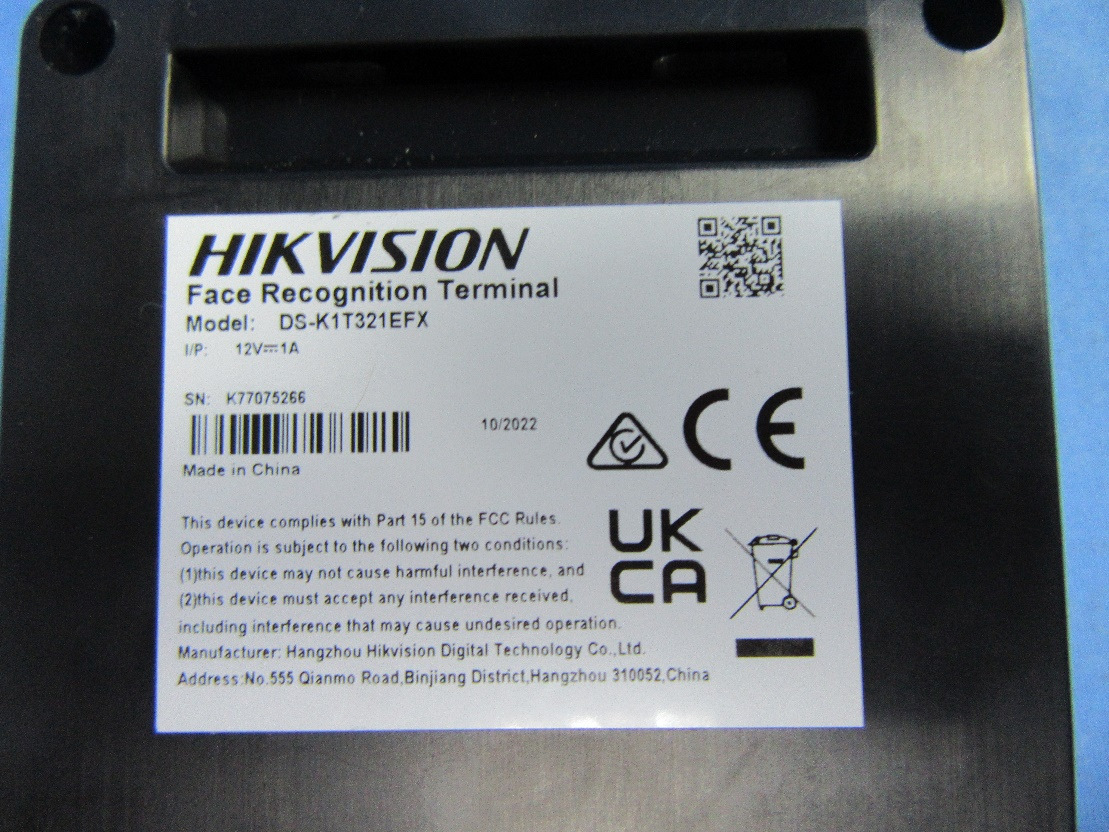 HIKVISION
Face Recognition Terminal
Model: DS-K1T321EFX
I/P: 12V⎓1A
SN: K77075266
10/2022
Made in China
CE
This device complies with Part 15 of the FCC Rules.
Operation is subject to the following two conditions:
(1)this device may not cause harmful interference, and
(2)this device must accept any interference received,
including interference that may cause undesired operation.
UK
CA
Manufacturer: Hangzhou Hikvision Digital Technology Co.,Ltd.
Address:No.555 Qianmo Road,Binjiang District,Hangzhou 310052,China